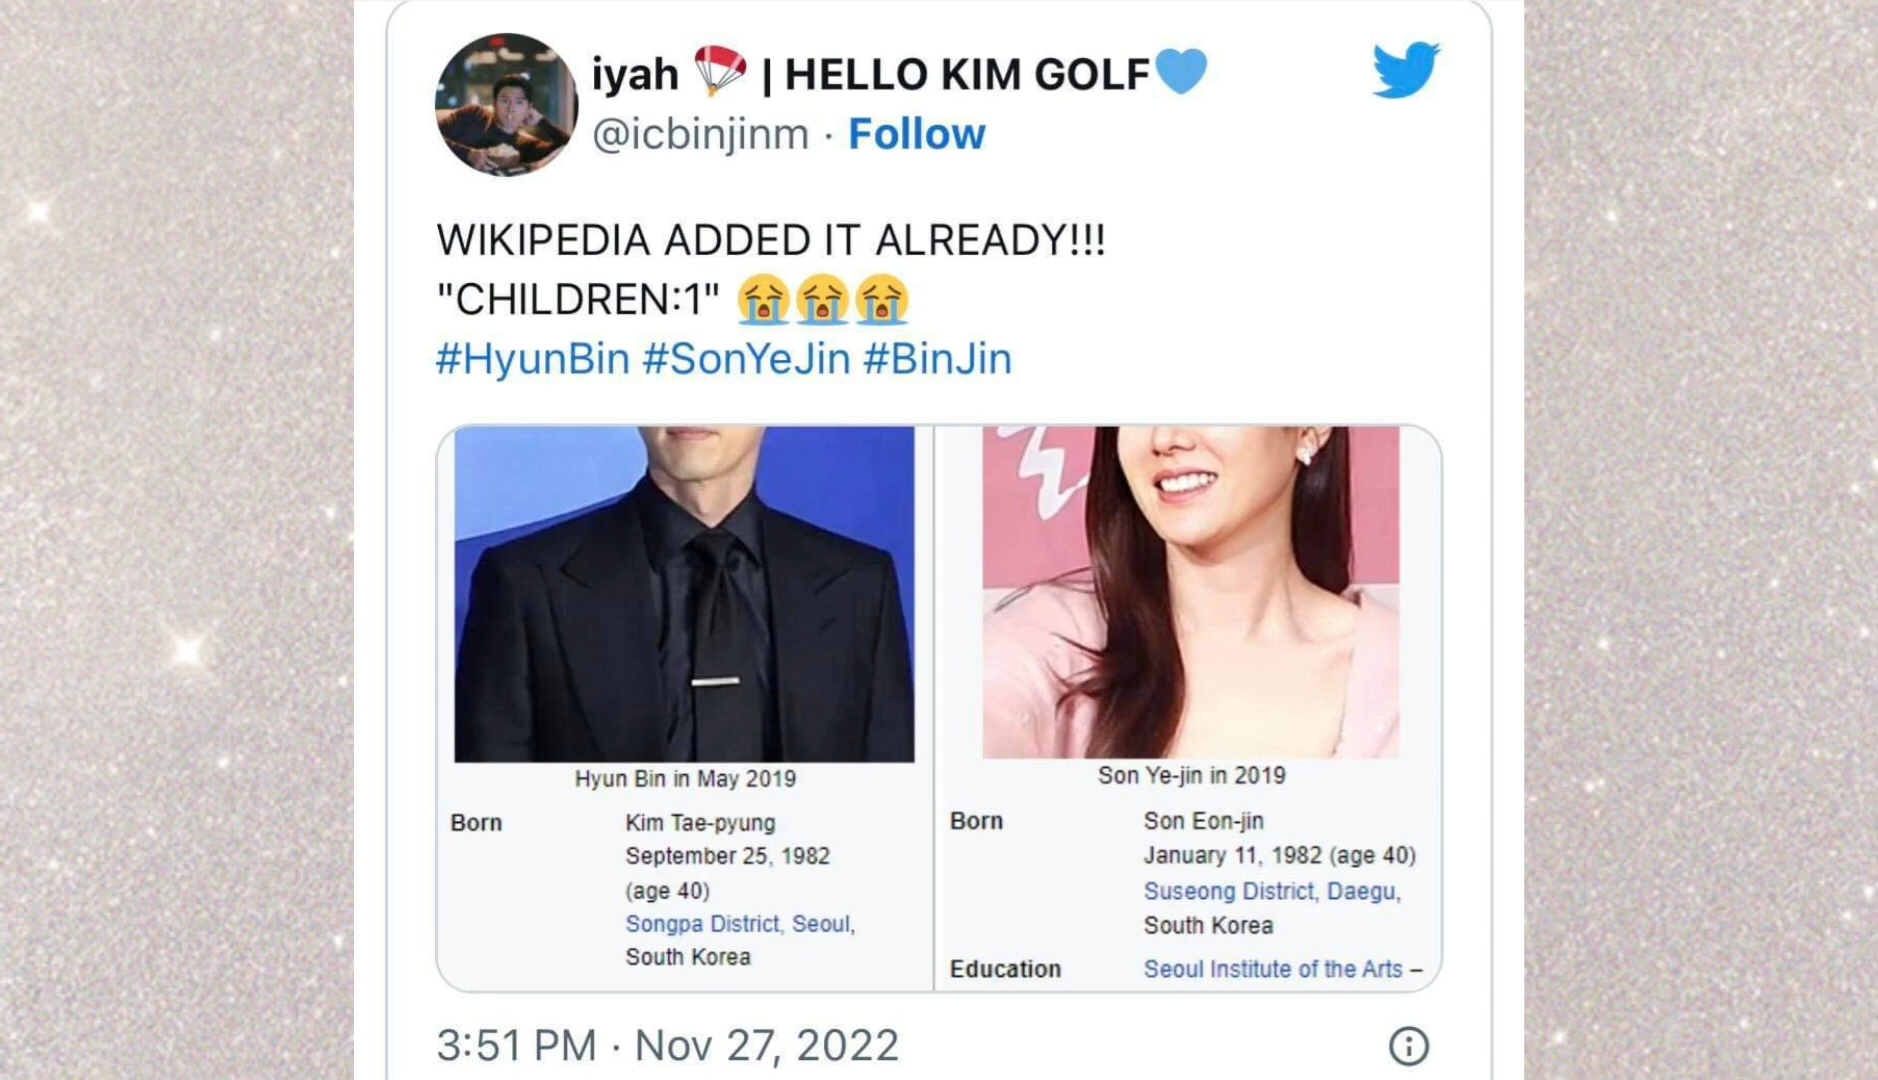 iyah 🪂 | HELLO KIM GOLF💙
@icbinjinm · Follow
WIKIPEDIA ADDED IT ALREADY!!!
"CHILDREN:1" 😭😭😭
#HyunBin #SonYeJin #BinJin
Hyun Bin in May 2019
Born Kim Tae-pyung
September 25, 1982
(age 40)
Songpa District, Seoul,
South Korea
Son Ye-jin in 2019
Born Son Eon-jin
January 11, 1982 (age 40)
Suseong District, Daegu,
South Korea
Education Seoul Institute of the Arts –
3:51 PM · Nov 27, 2022